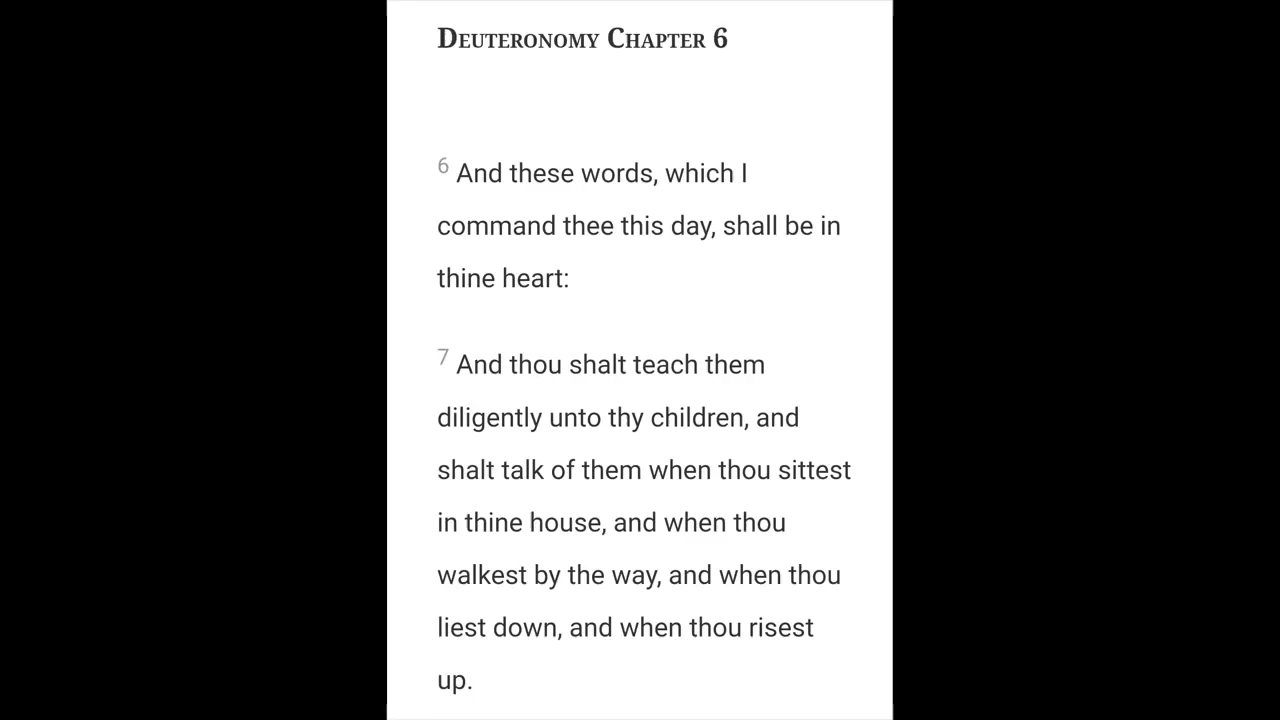 Deuteronomy Chapter 6
6 And these words, which I
command thee this day, shall be in
thine heart:
7 And thou shalt teach them
diligently unto thy children, and
shalt talk of them when thou sittest
in thine house, and when thou
walkest by the way, and when thou
liest down, and when thou risest
up.